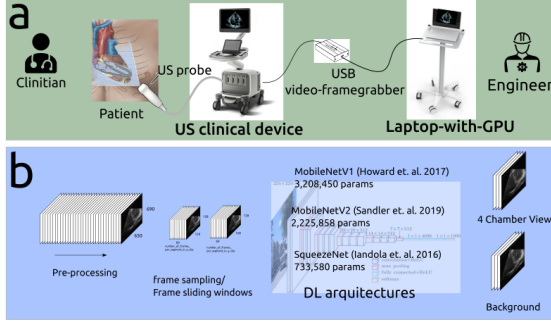 a
Clinitian
US probe
Patient
US clinical device
USB
video-framegrabber
Laptop-with-GPU
Engineer
b
Pre-processing
frame sampling/
Frame sliding windows
MobileNetV1 (Howard et. al. 2017)
3,208,450 params
MobileNetV2 (Sandler et. al. 2019)
2,225,858 params
SqueezeNet (Iandola et. al. 2016)
733,580 params
DL arquitectures
4 Chamber View
Background